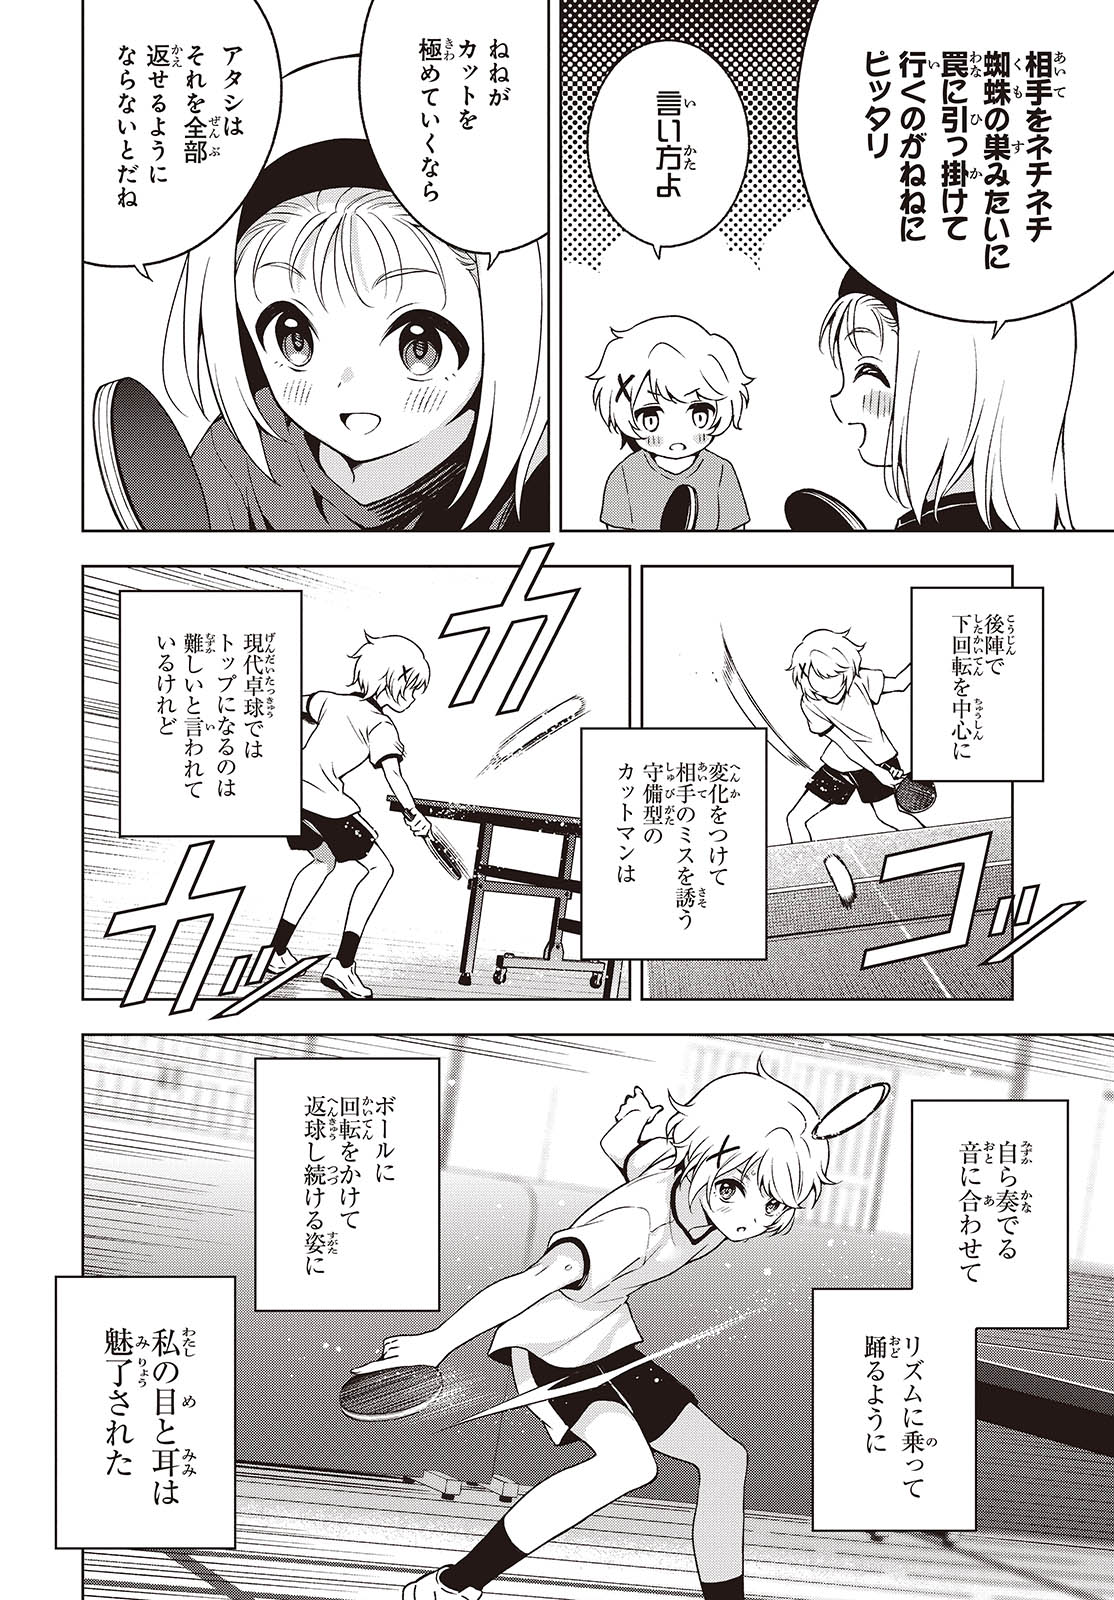 相手をネチネチ
蜘蛛の巣みたいに
罠に引っ掛けて
行くのがねねに
ピッタリ
言い方よ
ねねが
カットを
極めていくなら
アタシは
それを全部
返せるように
ならないとだね
後陣で
下回転を中心に
変化をつけて
相手のミスを誘う
守備型の
カットマンは
コッ
カ
現代卓球では
トップになるのは
難しいと言われて
いるけれど
カッ
自ら奏でる
音に合わせて
リズムに乗って
踊るように
ボールに
回転をかけて
返球し続ける姿に
私の目と耳は
魅了された